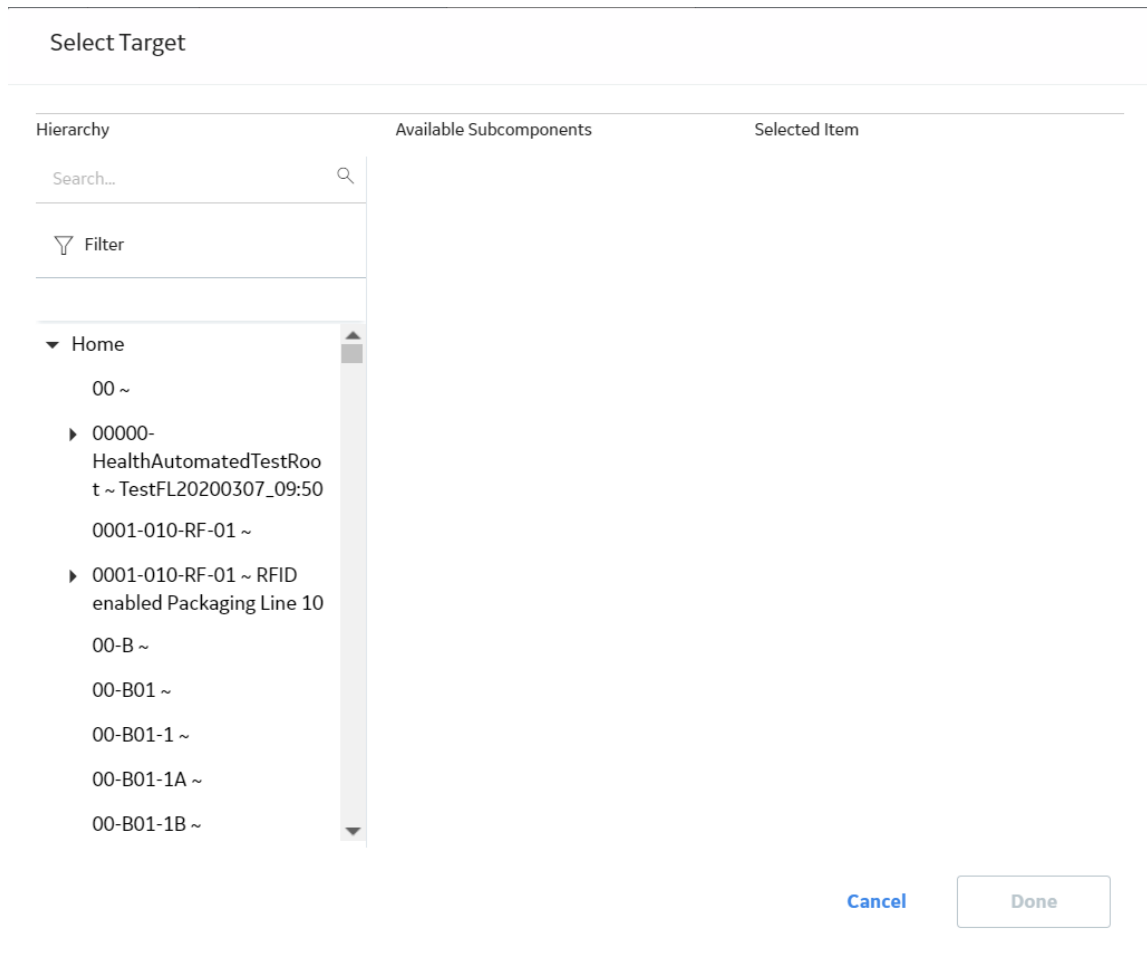 Select Target
Hierarchy Available Subcomponents Selected Item
Search...
Filter
Home
00 ~
00000-
HealthAutomatedTestRoo
t ~ TestFL20200307_09:50
0001-010-RF-01 ~
0001-010-RF-01 ~ RFID
enabled Packaging Line 10
00-B ~
00-B01 ~
00-B01-1 ~
00-B01-1A ~
00-B01-1B ~
Cancel Done